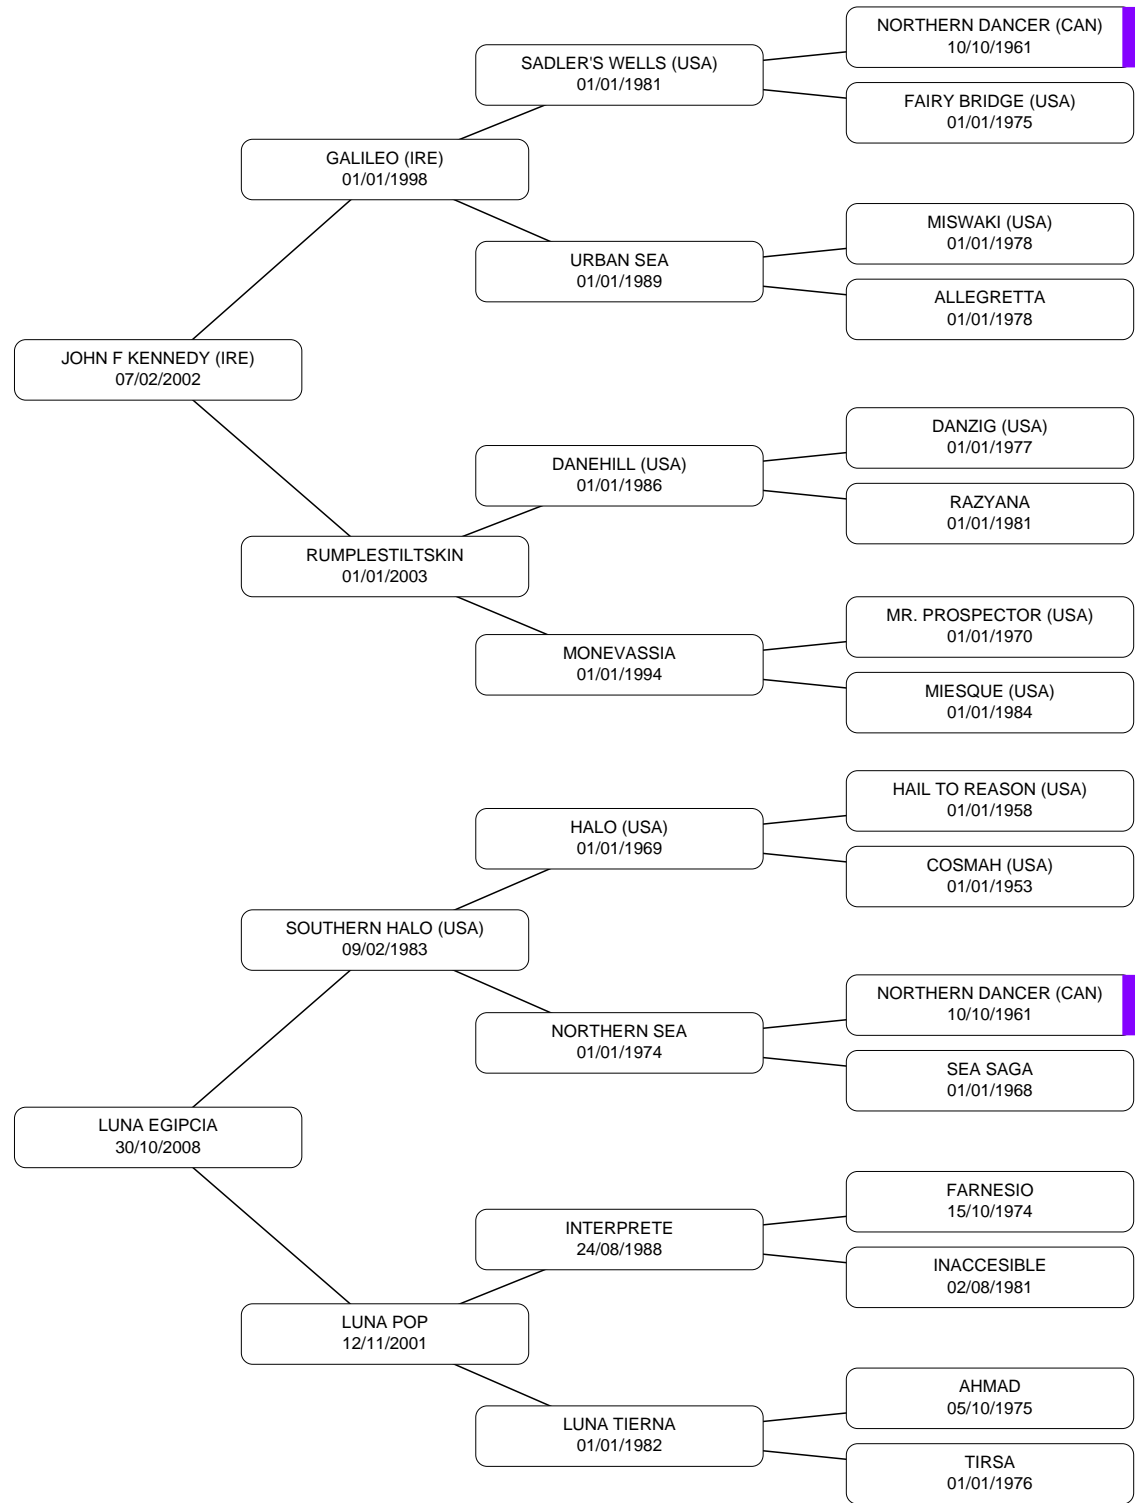 NORTHERN DANCER (CAN)
10/10/1961
SADLER'S WELLS (USA)
01/01/1981
FAIRY BRIDGE (USA)
01/01/1975
GALILEO (IRE)
01/01/1998
MISWAKI (USA)
01/01/1978
URBAN SEA
01/01/1989
ALLEGRETTA
01/01/1978
JOHN F KENNEDY (IRE)
07/02/2002
DANZIG (USA)
01/01/1977
DANEHILL (USA)
01/01/1986
RAZYANA
01/01/1981
RUMPLESTILTSKIN
01/01/2003
MR. PROSPECTOR (USA)
01/01/1970
MONEVASSIA
01/01/1994
MIESQUE (USA)
01/01/1984
HAIL TO REASON (USA)
01/01/1958
HALO (USA)
01/01/1969
COSMAH (USA)
01/01/1953
SOUTHERN HALO (USA)
09/02/1983
NORTHERN DANCER (CAN)
10/10/1961
NORTHERN SEA
01/01/1974
SEA SAGA
01/01/1968
LUNA EGIPCIA
30/10/2008
FARNESIO
15/10/1974
INTERPRETE
24/08/1988
INACCESIBLE
02/08/1981
LUNA POP
12/11/2001
AHMAD
05/10/1975
LUNA TIERNA
01/01/1982
TIRSA
01/01/1976